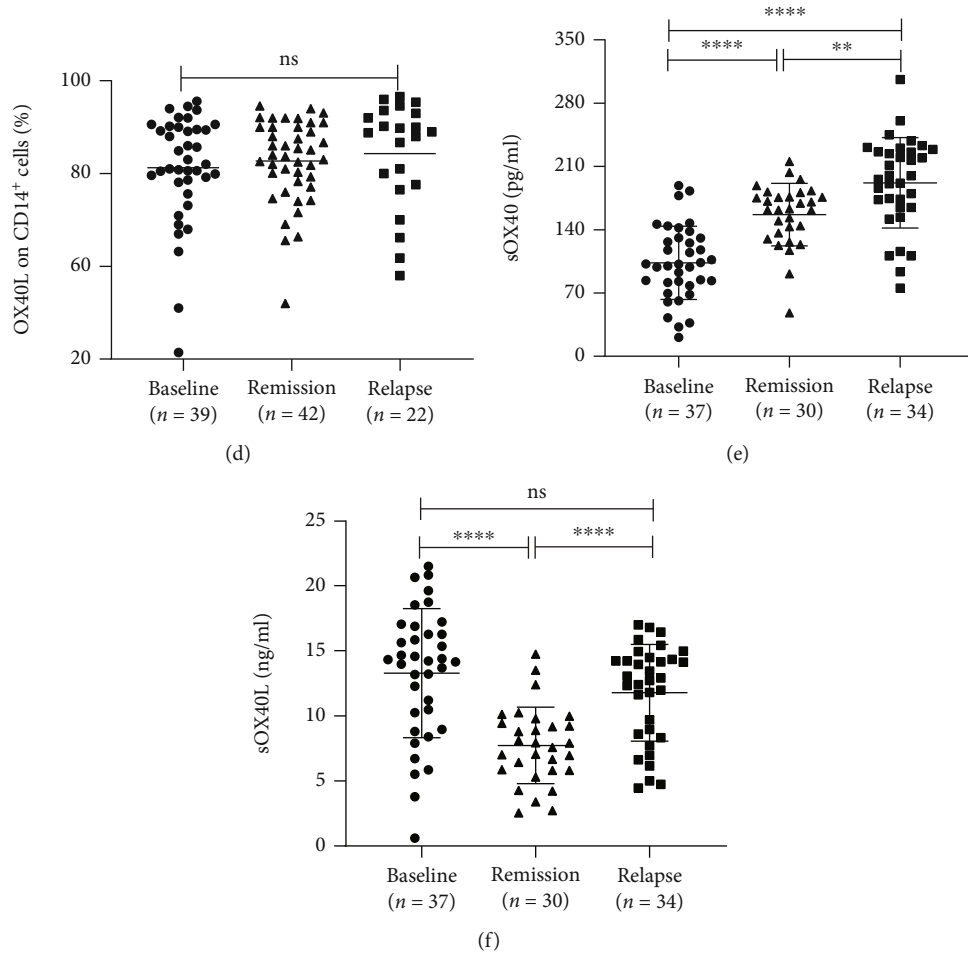 ns
100
80
60
20
OX40L on CD14⁺ cells (%)
Baseline
(n = 39)
Remission
(n = 42)
Relapse
(n = 22)
(d)
****
****
**
350
280
210
140
70
0
sOX40 (pg/ml)
Baseline
(n = 37)
Remission
(n = 30)
Relapse
(n = 34)
(e)
ns
****
****
25
20
15
10
5
0
sOX40L (ng/ml)
Baseline
(n = 37)
Remission
(n = 30)
Relapse
(n = 34)
(f)